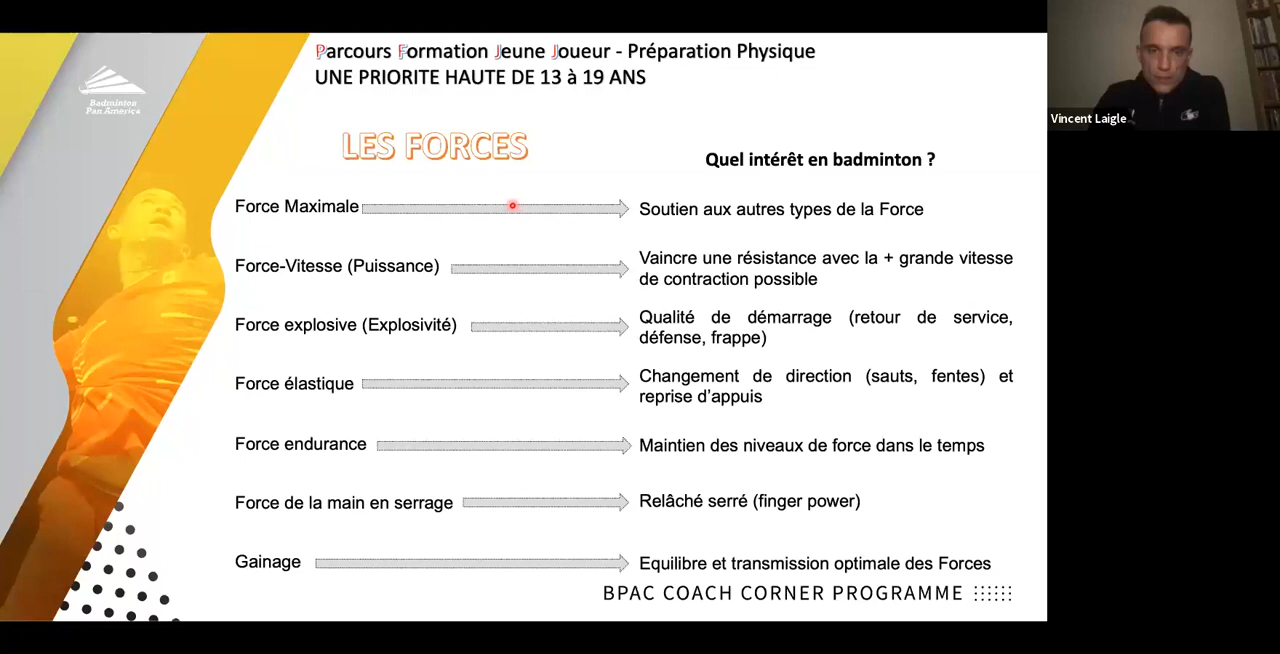 Parcours Formation Jeune Joueur - Préparation Physique
UNE PRIORITE HAUTE DE 13 à 19 ANS
Badminton
Pan America
Vincent Laigle
LES FORCES
Quel intérêt en badminton ?
Force Maximale
Soutien aux autres types de la Force
Force-Vitesse (Puissance)
Vaincre une résistance avec la + grande vitesse
de contraction possible
Force explosive (Explosivité)
Qualité de démarrage (retour de service,
défense, frappe)
Force élastique
Changement de direction (sauts, fentes) et
reprise d'appuis
Force endurance
Maintien des niveaux de force dans le temps
Force de la main en serrage
Relâché serré (finger power)
Gainage
Equilibre et transmission optimale des Forces
BPAC COACH CORNER PROGRAMME